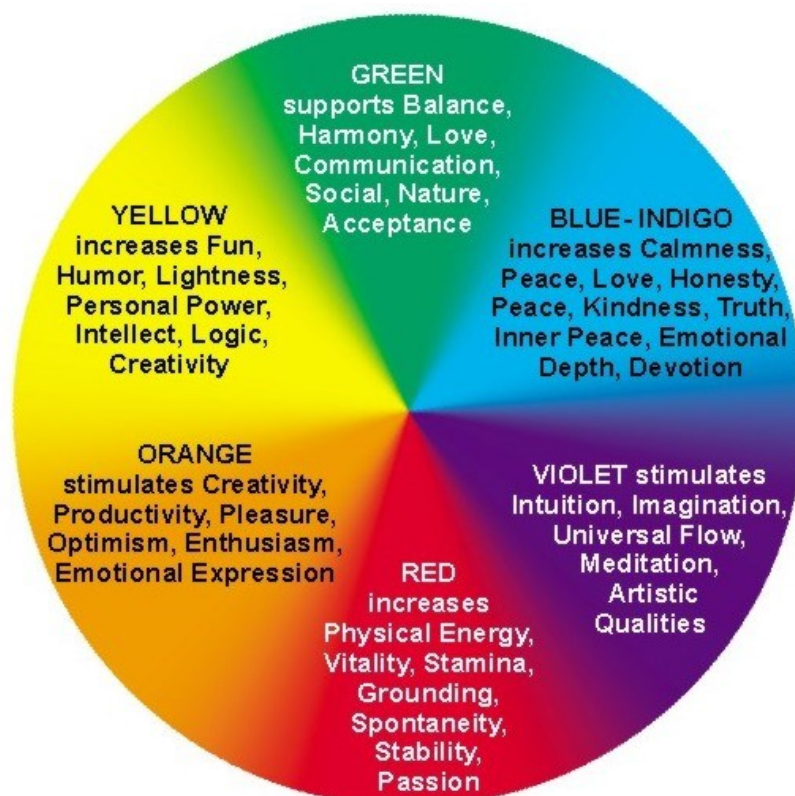 GREEN
supports Balance,
Harmony, Love,
Communication,
Social, Nature,
Acceptance
BLUE-INDIGO
increases Calmness,
Peace, Love, Honesty,
Peace, Kindness, Truth,
Inner Peace, Emotional
Depth, Devotion
VIOLET stimulates
Intuition, Imagination,
Universal Flow,
Meditation,
Artistic
Qualities
RED
increases
Physical Energy,
Vitality, Stamina,
Grounding,
Spontaneity,
Stability,
Passion
ORANGE
stimulates Creativity,
Productivity, Pleasure,
Optimism, Enthusiasm,
Emotional Expression
YELLOW
increases Fun,
Humor, Lightness,
Personal Power,
Intellect, Logic,
Creativity